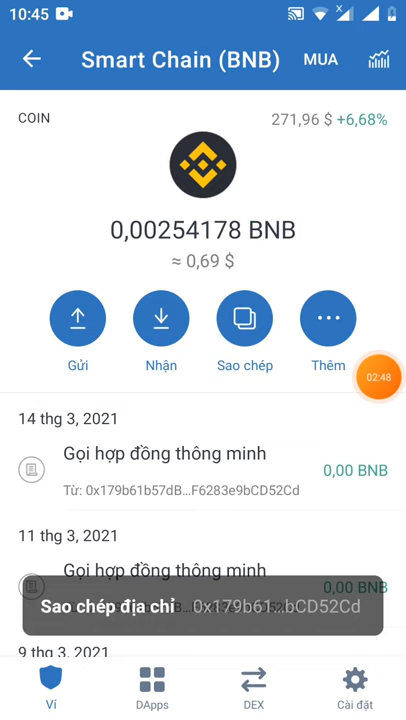 10:45
Smart Chain (BNB) MUA
COIN 271,96 $ +6,68%
0,00254178 BNB
≈ 0,69 $
Gửi Nhận Sao chép Thêm
02:48
14 thg 3, 2021
Gọi hợp đồng thông minh 0,00 BNB
Từ: 0x179b61b57dB...F6283e9bCD52Cd
11 thg 3, 2021
Gọi hợp đồng thông minh 0,00 BNB
Sao chép địa chỉ 0x179b61...bCD52Cd
9 thg 3, 2021
Ví DApps DEX Cài đặt